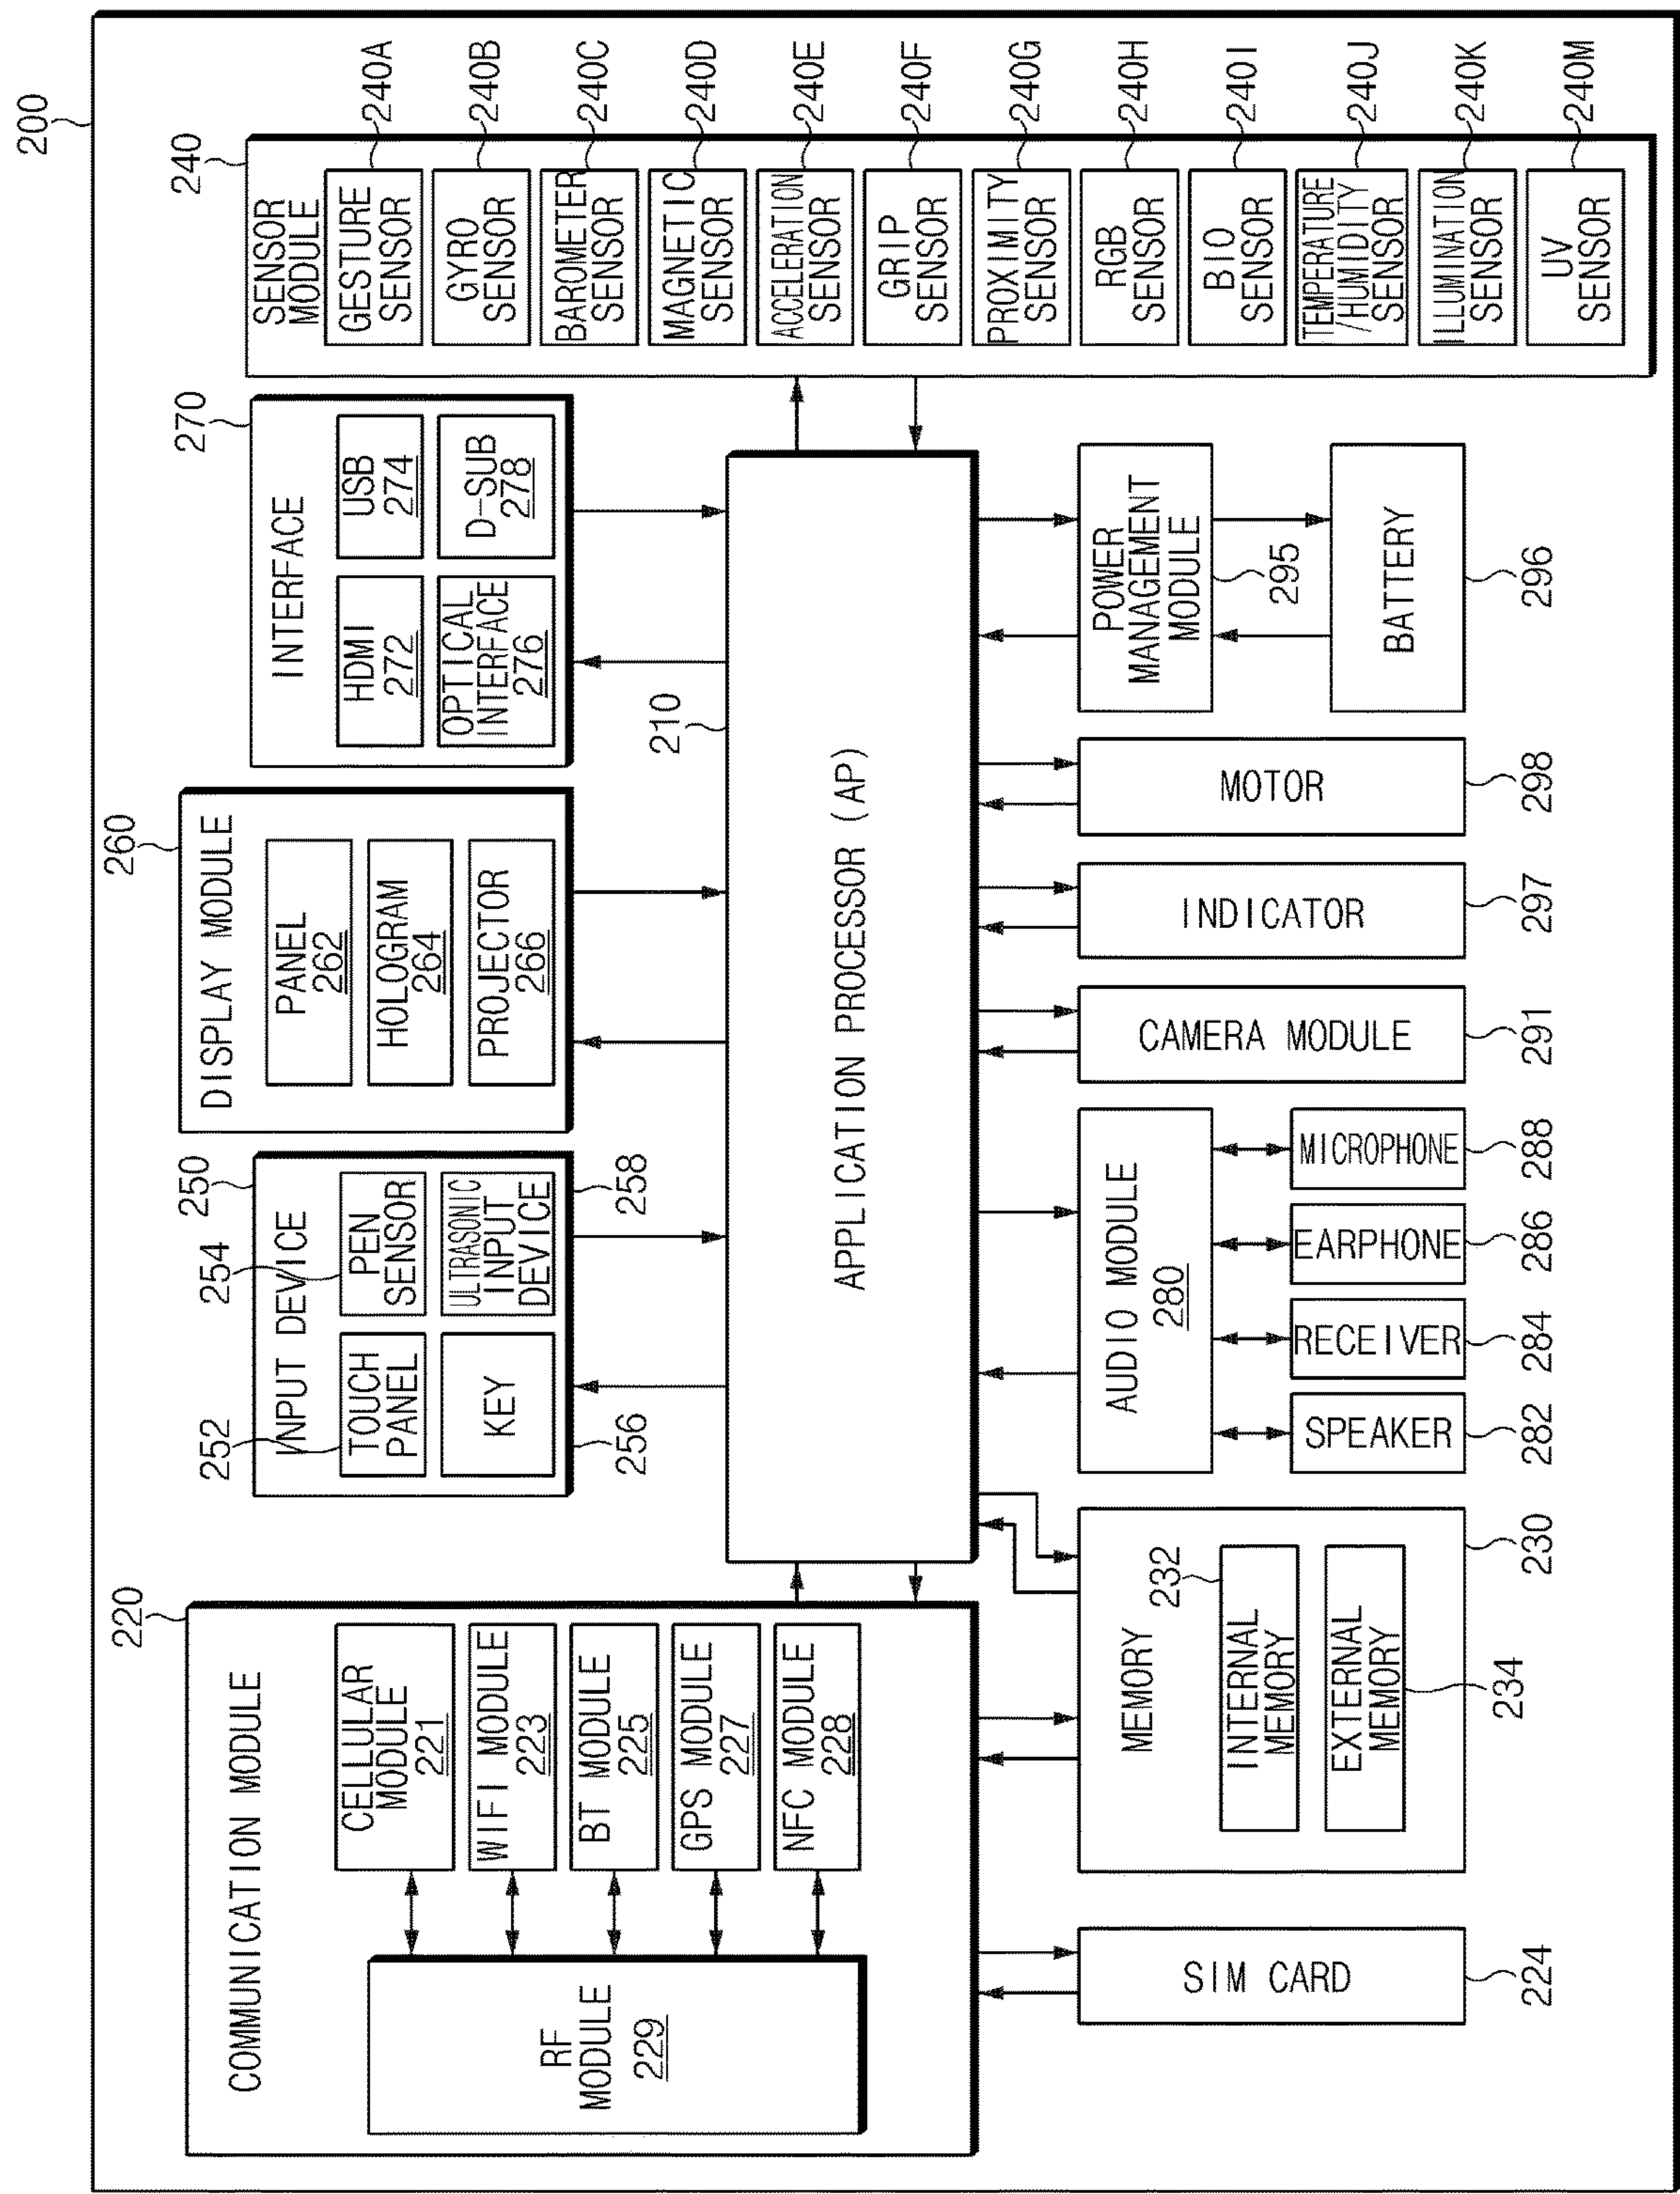 200
220
COMMUNICATION MODULE
RF
MODULE
229
CELLULAR
MODULE
221
WIFI MODULE
223
BT MODULE
225
GPS MODULE
227
NFC MODULE
228
250
INPUT DEVICE
252
TOUCH
PANEL
254
PEN
SENSOR
KEY
256
ULTRASONIC
INPUT
DEVICE
258
260
DISPLAY MODULE
PANEL
262
HOLOGRAM
264
PROJECTOR
266
270
INTERFACE
HDMI
272
USB
274
OPTICAL
INTERFACE
276
D-SUB
278
240
SENSOR
MODULE
GESTURE
SENSOR
240A
GYRO
SENSOR
240B
BAROMETER
SENSOR
240C
MAGNETIC
SENSOR
240D
ACCELERATION
SENSOR
240E
GRIP
SENSOR
240F
PROXIMITY
SENSOR
240G
RGB
SENSOR
240H
BIO
SENSOR
240I
TEMPERATURE
/HUMIDITY
SENSOR
240J
ILLUMINATION
SENSOR
240K
UV
SENSOR
240M
210
APPLICATION PROCESSOR (AP)
SIM CARD
224
MEMORY
232
INTERNAL
MEMORY
EXTERNAL
MEMORY
234
230
AUDIO MODULE
280
SPEAKER
282
RECEIVER
284
EARPHONE
286
MICROPHONE
288
CAMERA MODULE
291
INDICATOR
297
MOTOR
298
POWER
MANAGEMENT
MODULE
295
BATTERY
296